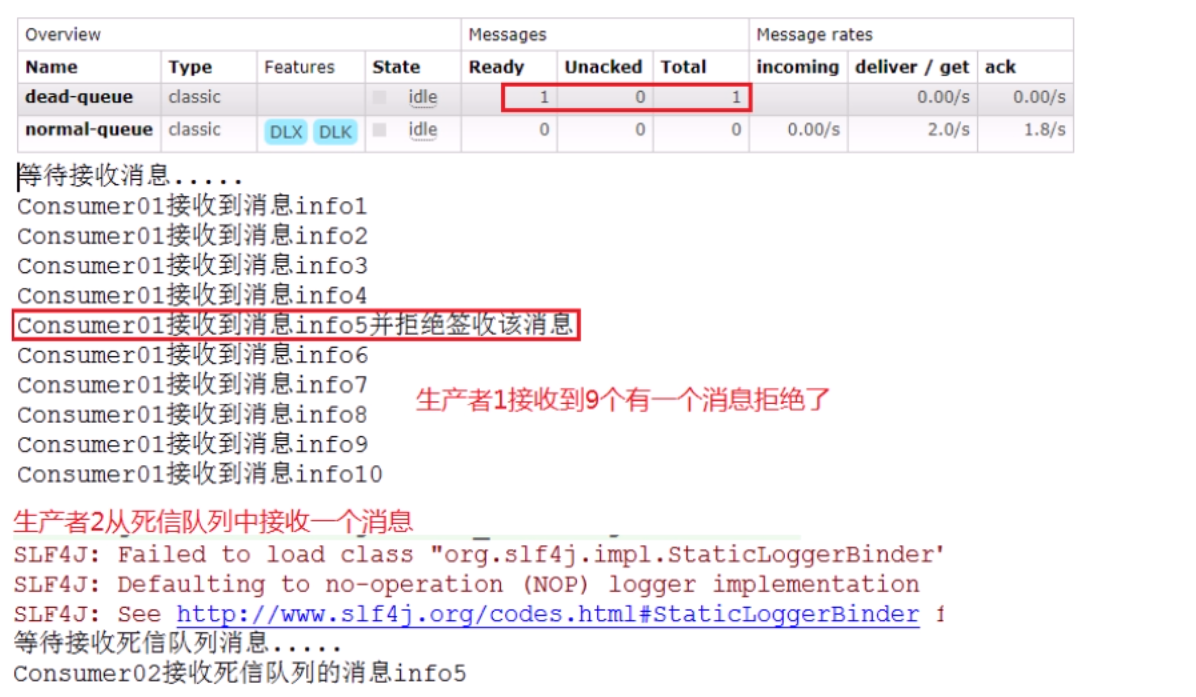 Overview Messages Message rates
Name Type Features State Ready Unacked Total incoming deliver / get ack
dead-queue classic idle 1 0 1 0.00/s 0.00/s
normal-queue classic DLX DLK idle 0 0 0 0.00/s 2.0/s 1.8/s
等待接收消息.....
Consumer01接收到消息info1
Consumer01接收到消息info2
Consumer01接收到消息info3
Consumer01接收到消息info4
Consumer01接收到消息info5并拒绝签收该消息
Consumer01接收到消息info6
Consumer01接收到消息info7
生产者1接收到9个有一个消息拒绝了
Consumer01接收到消息info8
Consumer01接收到消息info9
Consumer01接收到消息info10
生产者2从死信队列中接收一个消息
SLF4J: Failed to load class "org.slf4j.impl.StaticLoggerBinder"
SLF4J: Defaulting to no-operation (NOP) logger implementation
SLF4J: See http://www.slf4j.org/codes.html#StaticLoggerBinder f
等待接收死信队列消息.....
Consumer02接收死信队列的消息info5